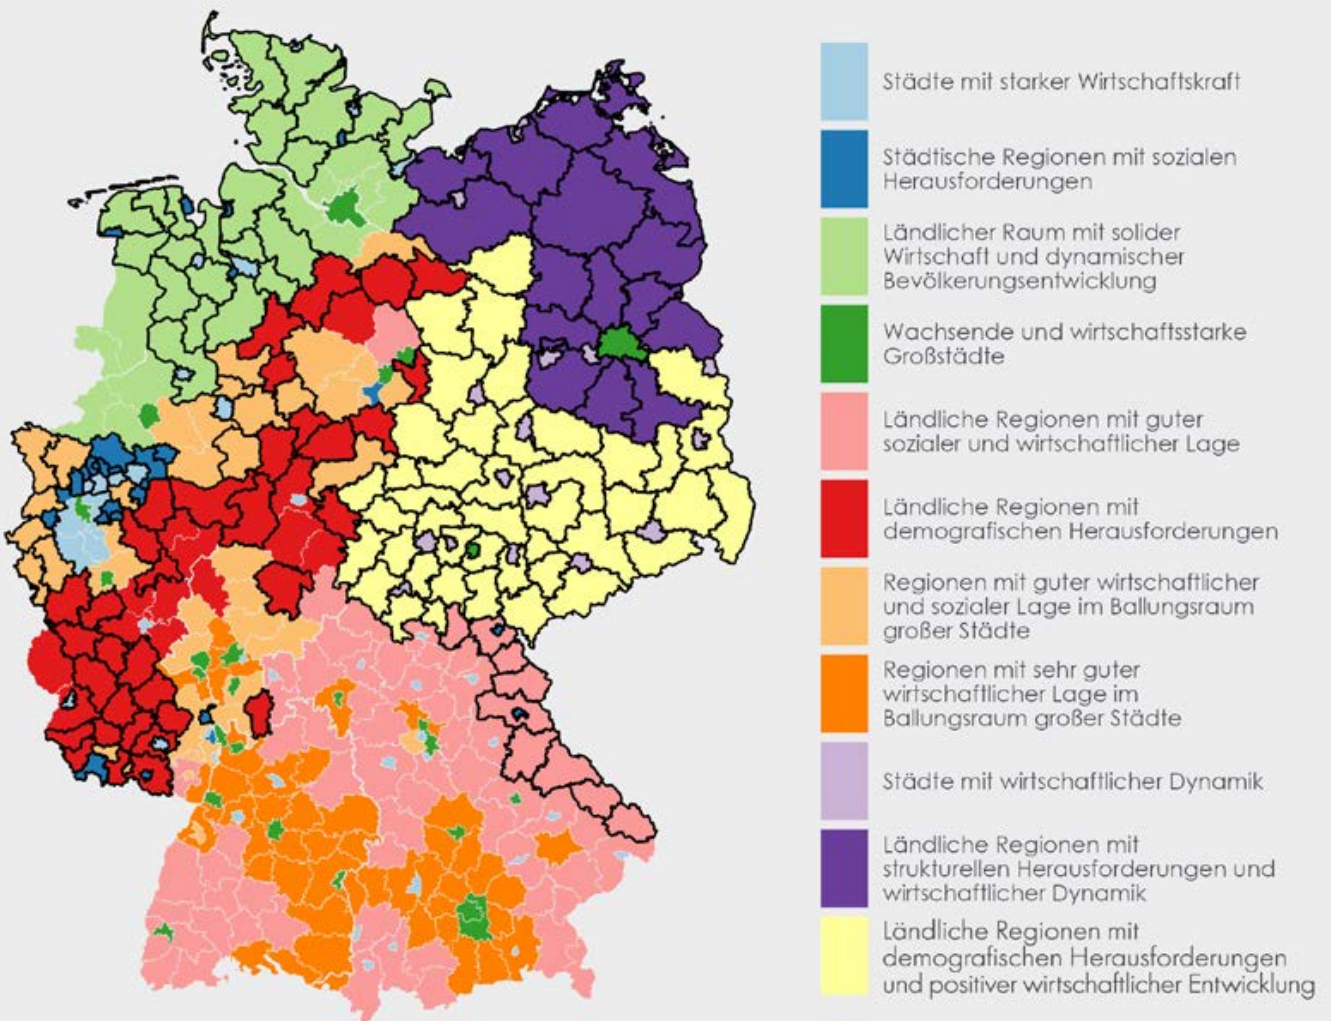 Städte mit starker Wirtschaftskraft
Städtische Regionen mit sozialen
Herausforderungen
Ländlicher Raum mit solider
Wirtschaft und dynamischer
Bevölkerungsentwicklung
Wachsende und wirtschaftsstarke
Großstädte
Ländliche Regionen mit guter
sozialer und wirtschaftlicher Lage
Ländliche Regionen mit
demografischen Herausforderungen
Regionen mit guter wirtschaftlicher
und sozialer Lage im Ballungsraum
großer Städte
Regionen mit sehr guter
wirtschaftlicher Lage im
Ballungsraum großer Städte
Städte mit wirtschaftlicher Dynamik
Ländliche Regionen mit
strukturellen Herausforderungen und
wirtschaftlicher Dynamik
Ländliche Regionen mit
demografischen Herausforderungen
und positiver wirtschaftlicher Entwicklung